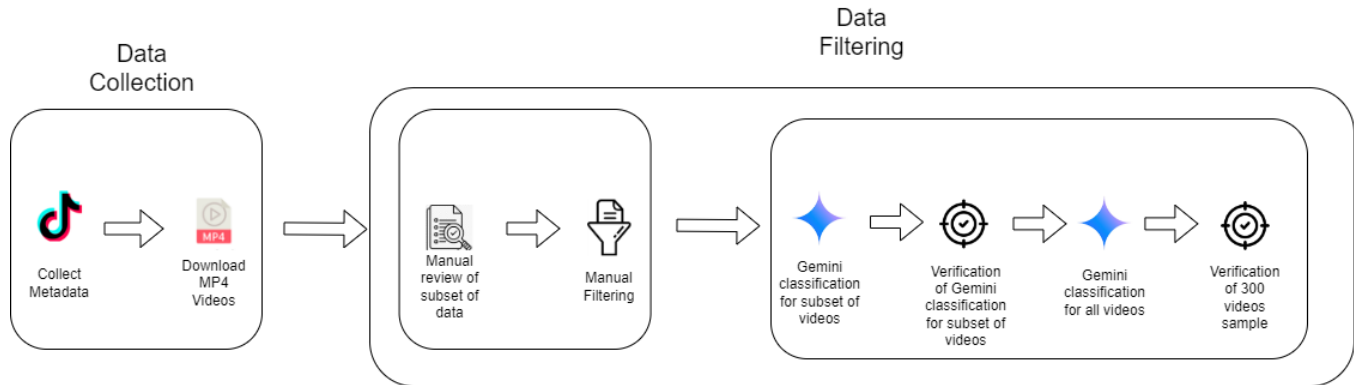 Data
Collection
Data
Filtering
Collect
Metadata
MP4
Download
MP4
Videos
Manual
review of
subset of
data
Manual
Filtering
Gemini
classification
for subset of
videos
Verification
of Gemini
classification
for subset of
videos
Gemini
classification
for all videos
Verification
of 300
videos
sample